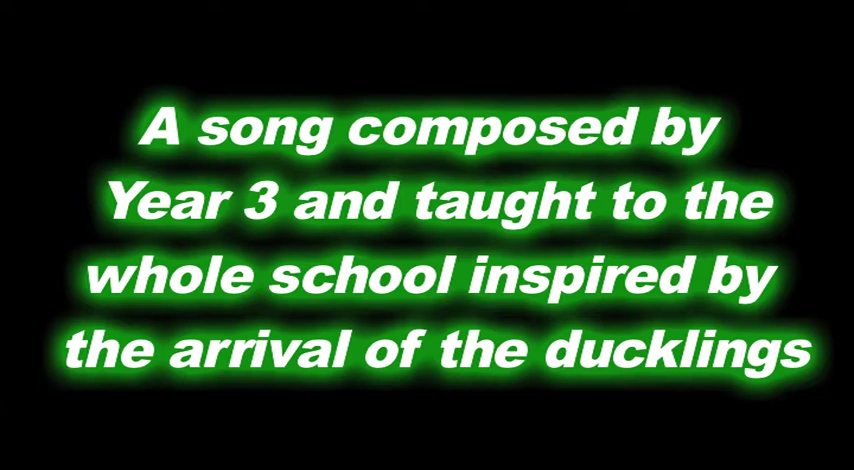 A song composed by
Year 3 and taught to the
whole school inspired by
the arrival of the ducklings